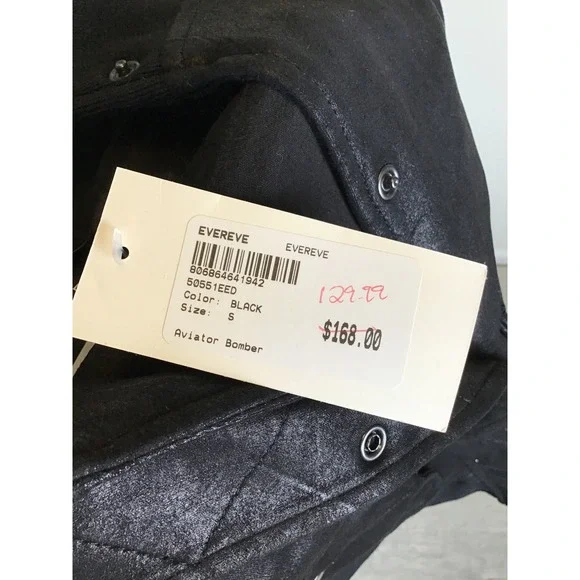 EVEREVE EVEREVE
806864641942
50551EED
Color: BLACK
Size: S
129.99
$168.00
Aviator Bomber